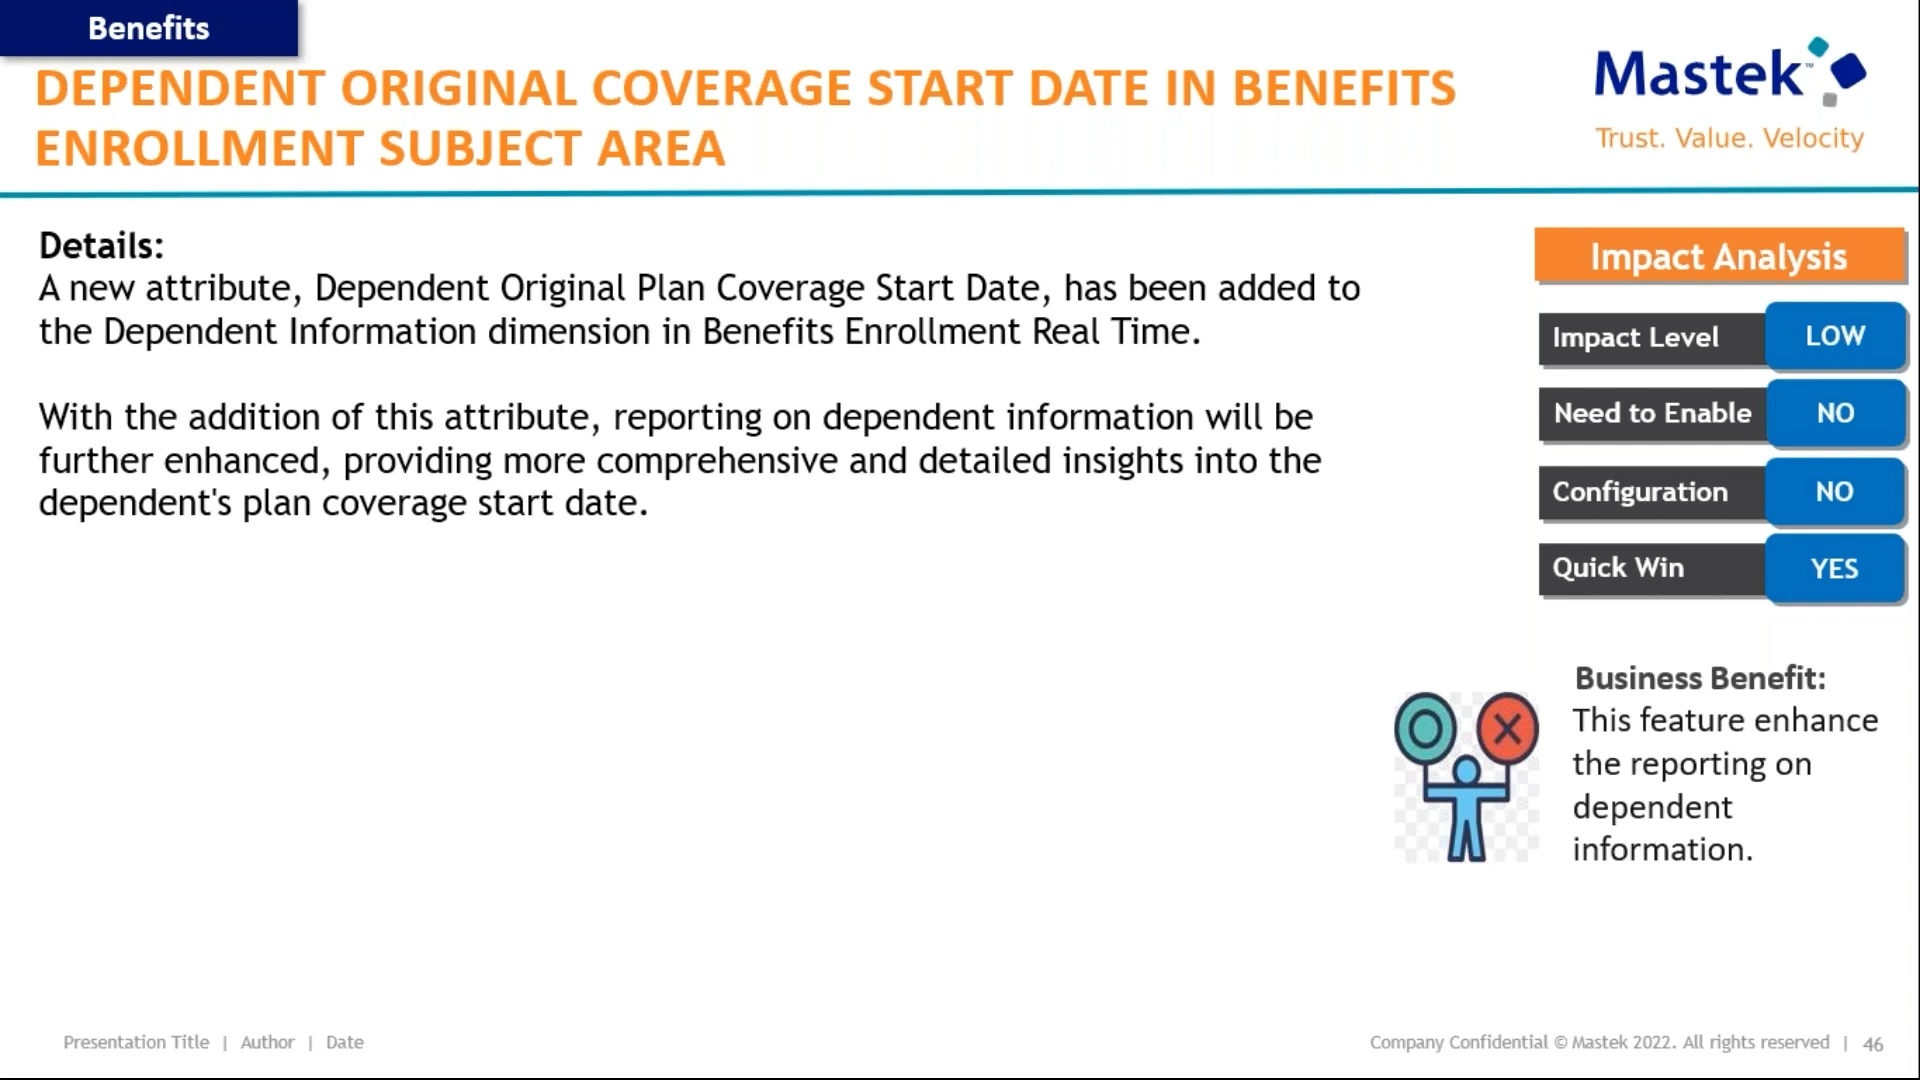 Benefits
DEPENDENT ORIGINAL COVERAGE START DATE IN BENEFITS
ENROLLMENT SUBJECT AREA
Mastek™
Trust. Value. Velocity
Details:
A new attribute, Dependent Original Plan Coverage Start Date, has been added to
the Dependent Information dimension in Benefits Enrollment Real Time.
With the addition of this attribute, reporting on dependent information will be
further enhanced, providing more comprehensive and detailed insights into the
dependent's plan coverage start date.
Impact Analysis
Impact Level LOW
Need to Enable NO
Configuration NO
Quick Win YES
Business Benefit:
This feature enhance
the reporting on
dependent
information.
Presentation Title | Author | Date
Company Confidential © Mastek 2022. All rights reserved | 46